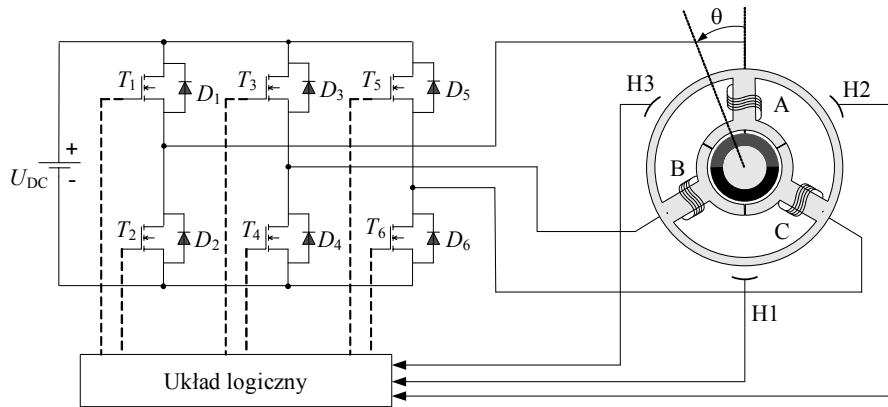 θ
H3
H2
T1
T3
T5
D1
D3
D5
A
+
UDC
-
B
T2
T4
T6
D2
D4
D6
C
H1
Układ logiczny